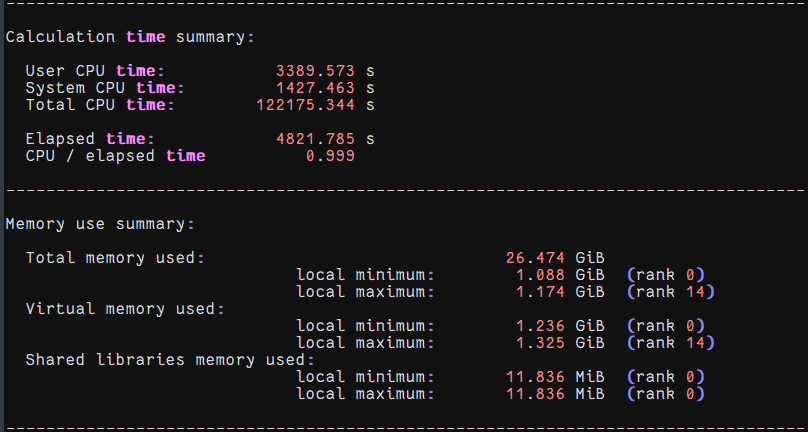 --------------------------------------------------------------------------------
Calculation time summary:
User CPU time: 3389.573 s
System CPU time: 1427.463 s
Total CPU time: 122175.344 s
Elapsed time: 4821.785 s
CPU / elapsed time 0.999
--------------------------------------------------------------------------------
Memory use summary:
Total memory used: 26.474 GiB
local minimum: 1.088 GiB (rank 0)
local maximum: 1.174 GiB (rank 14)
Virtual memory used:
local minimum: 1.236 GiB (rank 0)
local maximum: 1.325 GiB (rank 14)
Shared libraries memory used:
local minimum: 11.836 MiB (rank 0)
local maximum: 11.836 MiB (rank 0)
--------------------------------------------------------------------------------